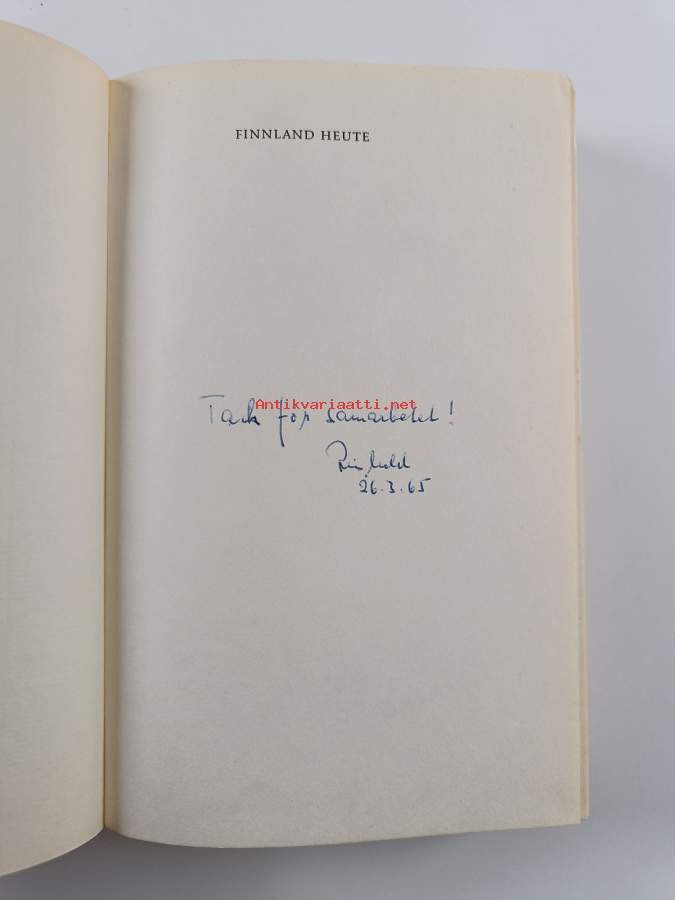 FINNLAND HEUTE
Antikvariaatti.net
Tack för samarbetet!
26.3.65